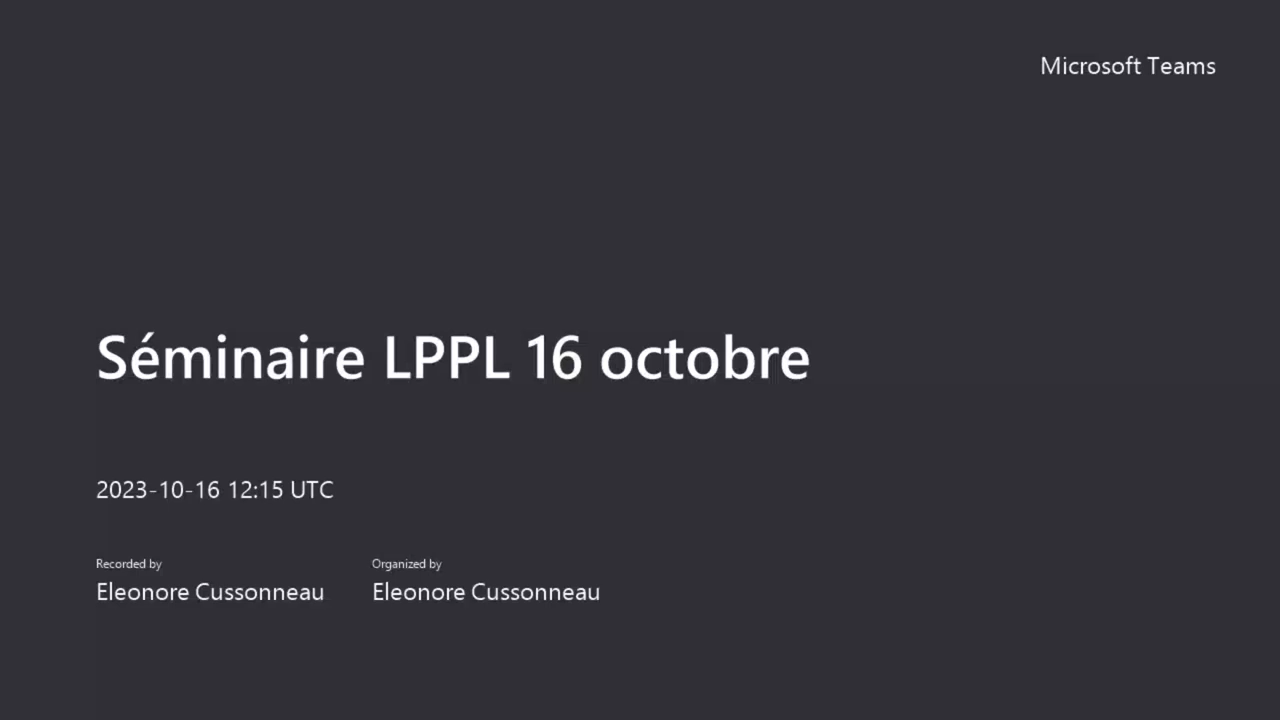 Microsoft Teams
Séminaire LPPL 16 octobre
2023-10-16 12:15 UTC
Recorded by
Eleonore Cussonneau
Organized by
Eleonore Cussonneau